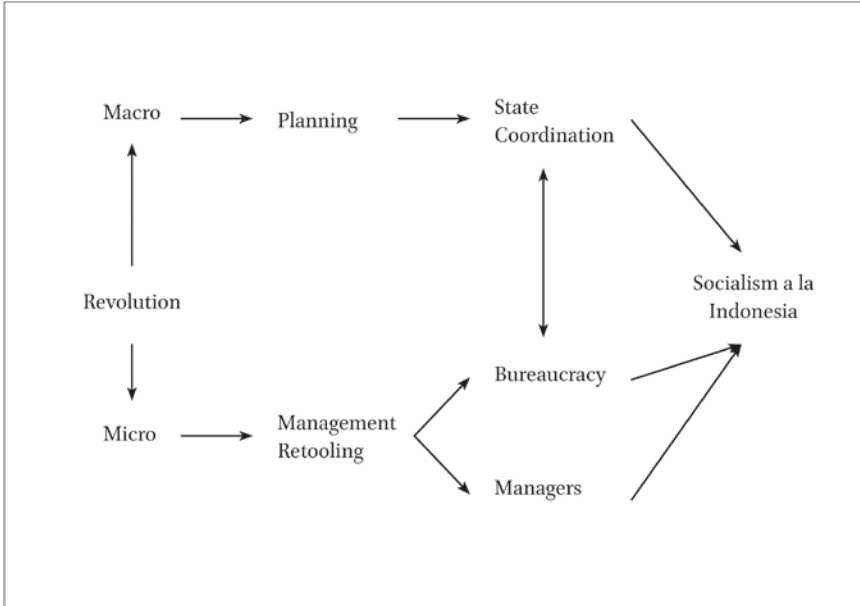 Macro
Planning
State
Coordination
Revolution
Socialism a la
Indonesia
Bureaucracy
Micro
Management
Retooling
Managers